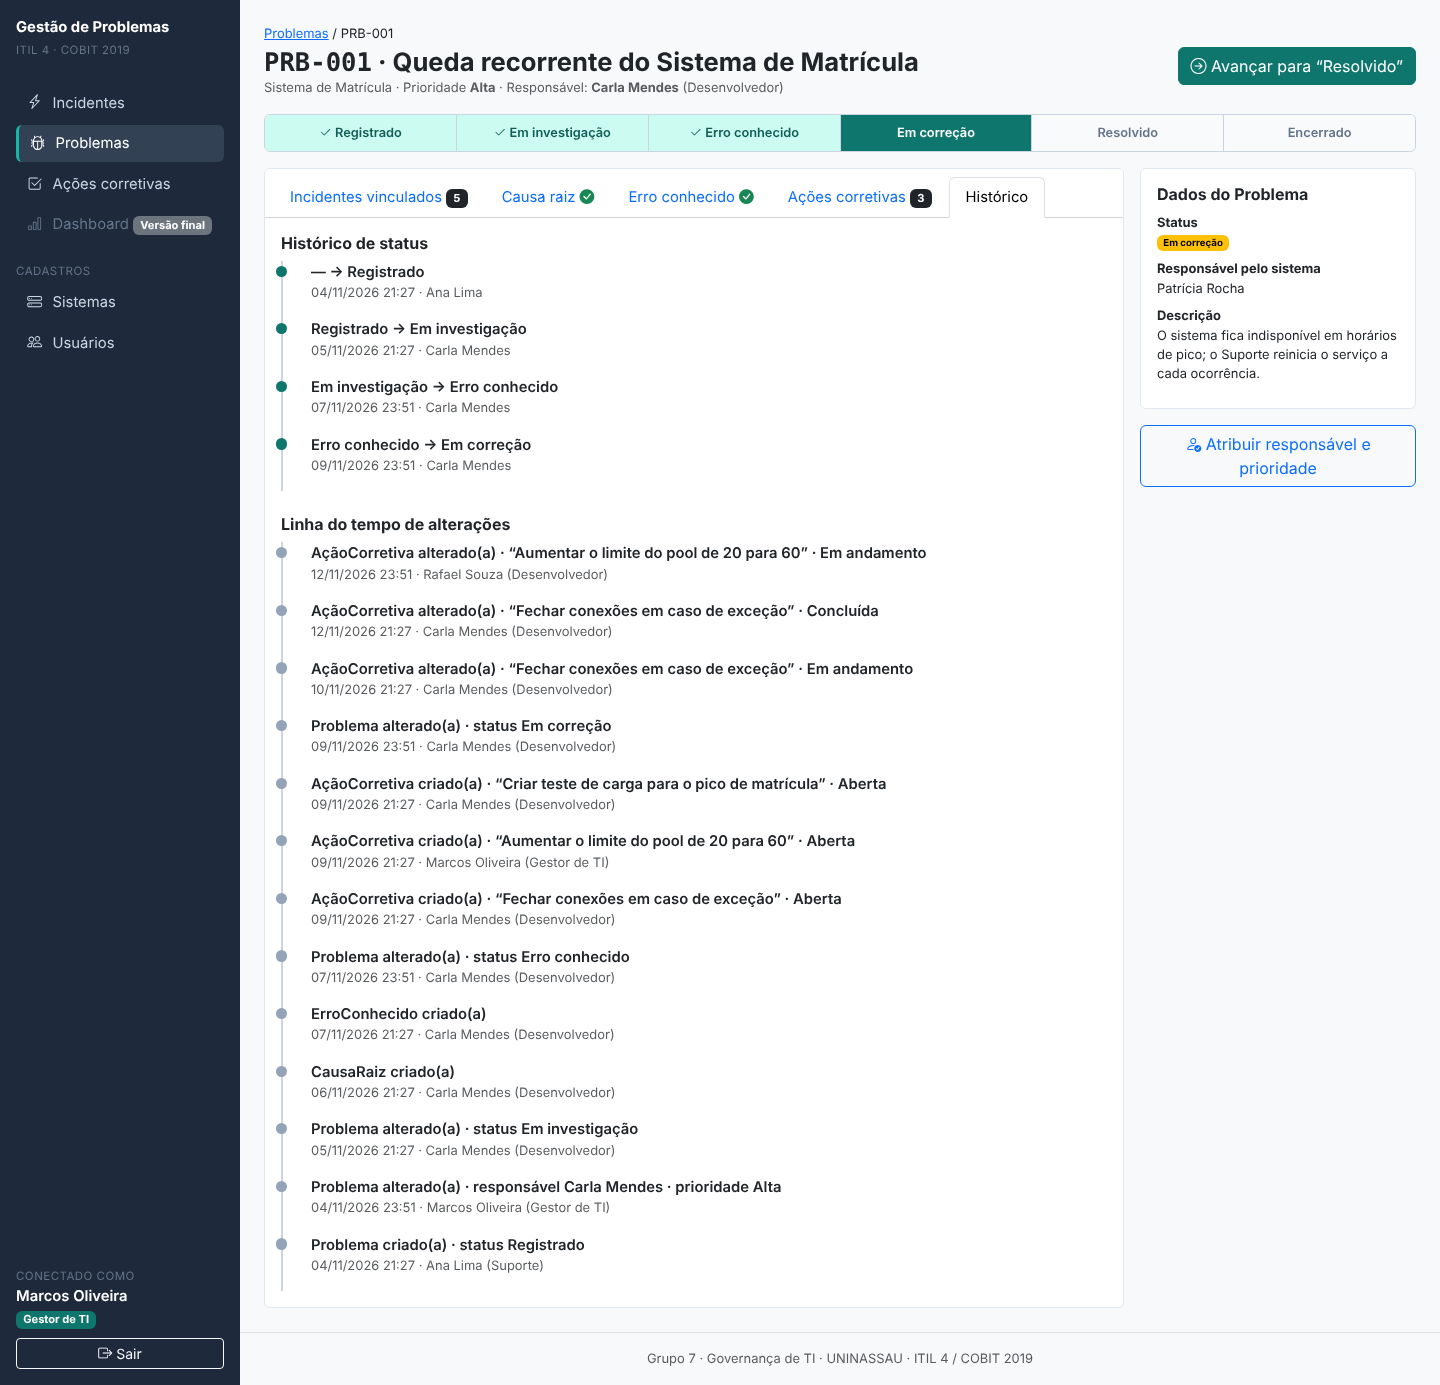 Gestão de Problemas
ITIL 4 · COBIT 2019
Incidentes
Problemas
Ações corretivas
Dashboard Versão final
CADASTROS
Sistemas
Usuários
CONECTADO COMO
Marcos Oliveira
Gestor de TI
Sair
Problemas / PRB-001
PRB-001 · Queda recorrente do Sistema de Matrícula
Sistema de Matrícula · Prioridade Alta · Responsável: Carla Mendes (Desenvolvedor)
Avançar para “Resolvido”
Registrado Em investigação Erro conhecido Em correção Resolvido Encerrado
Incidentes vinculados 5 Causa raiz Erro conhecido Ações corretivas 3 Histórico
Histórico de status
— → Registrado
04/11/2026 21:27 · Ana Lima
Registrado → Em investigação
05/11/2026 21:27 · Carla Mendes
Em investigação → Erro conhecido
07/11/2026 23:51 · Carla Mendes
Erro conhecido → Em correção
09/11/2026 23:51 · Carla Mendes
Linha do tempo de alterações
AçãoCorretiva alterado(a) · “Aumentar o limite do pool de 20 para 60” · Em andamento
12/11/2026 23:51 · Rafael Souza (Desenvolvedor)
AçãoCorretiva alterado(a) · “Fechar conexões em caso de exceção” · Concluída
12/11/2026 21:27 · Carla Mendes (Desenvolvedor)
AçãoCorretiva alterado(a) · “Fechar conexões em caso de exceção” · Em andamento
10/11/2026 21:27 · Carla Mendes (Desenvolvedor)
Problema alterado(a) · status Em correção
09/11/2026 23:51 · Carla Mendes (Desenvolvedor)
AçãoCorretiva criado(a) · “Criar teste de carga para o pico de matrícula” · Aberta
09/11/2026 21:27 · Carla Mendes (Desenvolvedor)
AçãoCorretiva criado(a) · “Aumentar o limite do pool de 20 para 60” · Aberta
09/11/2026 21:27 · Marcos Oliveira (Gestor de TI)
AçãoCorretiva criado(a) · “Fechar conexões em caso de exceção” · Aberta
09/11/2026 21:27 · Carla Mendes (Desenvolvedor)
Problema alterado(a) · status Erro conhecido
07/11/2026 23:51 · Carla Mendes (Desenvolvedor)
ErroConhecido criado(a)
07/11/2026 21:27 · Carla Mendes (Desenvolvedor)
CausaRaiz criado(a)
06/11/2026 21:27 · Carla Mendes (Desenvolvedor)
Problema alterado(a) · status Em investigação
05/11/2026 21:27 · Carla Mendes (Desenvolvedor)
Problema alterado(a) · responsável Carla Mendes · prioridade Alta
04/11/2026 23:51 · Marcos Oliveira (Gestor de TI)
Problema criado(a) · status Registrado
04/11/2026 21:27 · Ana Lima (Suporte)
Dados do Problema
Status
Em correção
Responsável pelo sistema
Patrícia Rocha
Descrição
O sistema fica indisponível em horários
de pico; o Suporte reinicia o serviço a
cada ocorrência.
Atribuir responsável e
prioridade
Grupo 7 · Governança de TI · UNINASSAU · ITIL 4 / COBIT 2019